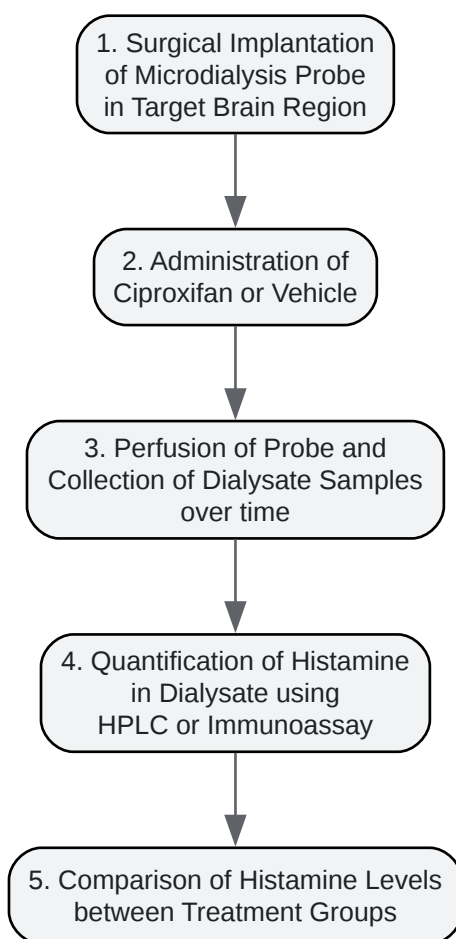 1. Surgical Implantation
of Microdialysis Probe
in Target Brain Region
2. Administration of
Ciproxifan or Vehicle
3. Perfusion of Probe and
Collection of Dialysate Samples
over time
4. Quantification of Histamine
in Dialysate using
HPLC or Immunoassay
5. Comparison of Histamine Levels
between Treatment Groups